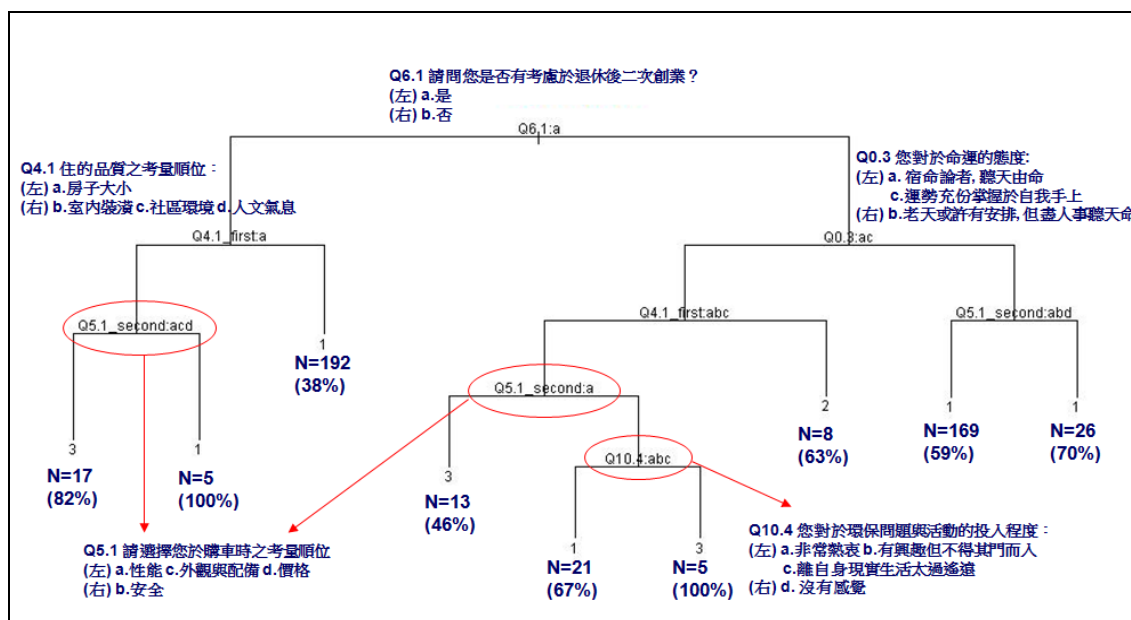 Q6.1 請問您是否有考慮於退休後二次創業？
(左) a.是
(右) b.否
Q6.1:a
Q4.1 住的品質之考量順位：
(左) a.房子大小
(右) b.室內裝潢 c.社區環境 d.人文氣息
Q0.3 您對於命運的態度:
(左) a. 宿命論者, 聽天由命
c.運勢充份掌握於自我手上
(右) b.老天或許有安排, 但盡人事聽天命
Q4.1_first:a
Q0.3:ac
Q5.1_second:acd
1
N=192
(38%)
Q4.1_first:abc
Q5.1_second:abd
Q5.1_second:a
2
N=8
(63%)
1
N=169
(59%)
1
N=26
(70%)
3
N=17
(82%)
1
N=5
(100%)
3
N=13
(46%)
Q10.4:abc
1
N=21
(67%)
3
N=5
(100%)
Q5.1 請選擇您於購車時之考量順位
(左) a.性能 c.外觀與配備 d.價格
(右) b.安全
Q10.4 您對於環保問題與活動的投入程度：
(左) a.非常熱衷 b.有興趣但不得其門而入
c.離自身現實生活太過遙遠
(右) d. 沒有感覺